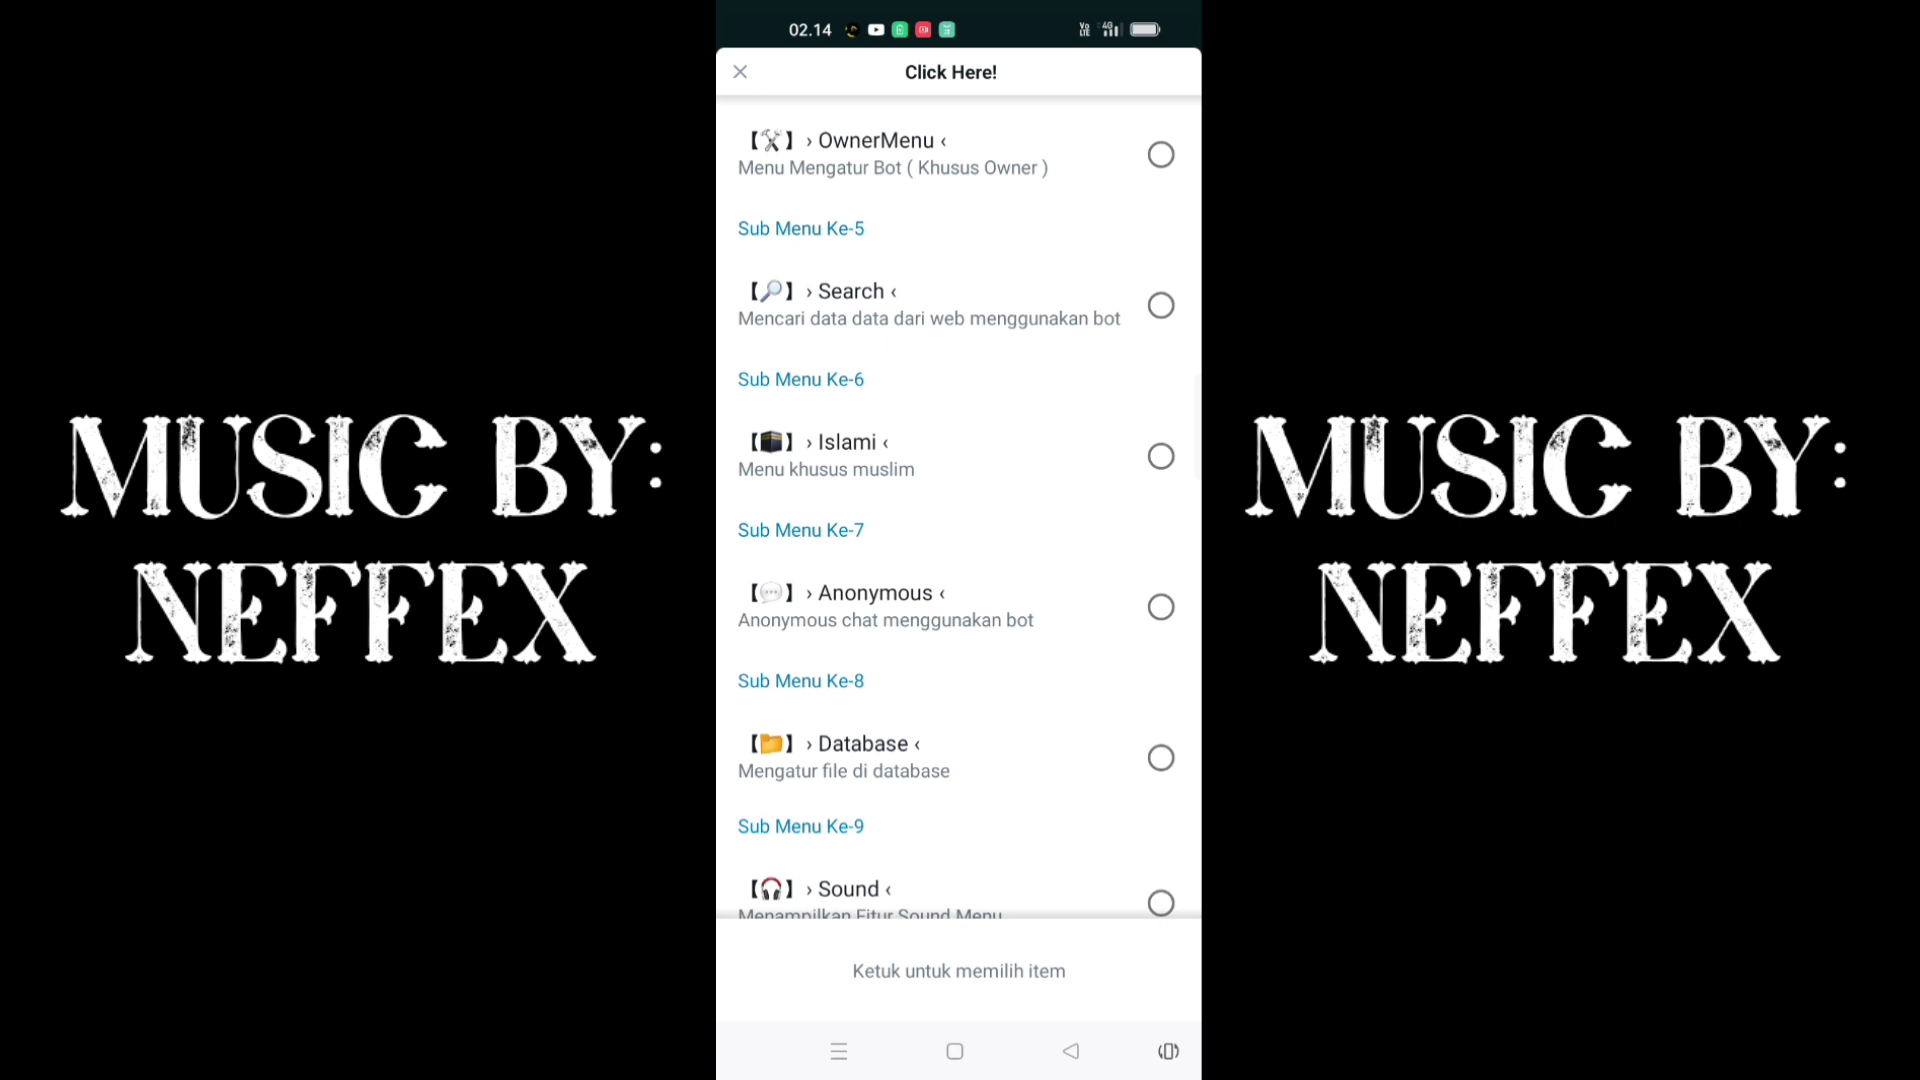 02.14
Vo LTE 4G
Click Here!
【🛠】 › OwnerMenu ‹
Menu Mengatur Bot ( Khusus Owner )
Sub Menu Ke-5
【🔎】 › Search ‹
Mencari data data dari web menggunakan bot
Sub Menu Ke-6
【🕋】 › Islami ‹
Menu khusus muslim
Sub Menu Ke-7
【💬】 › Anonymous ‹
Anonymous chat menggunakan bot
Sub Menu Ke-8
【📂】 › Database ‹
Mengatur file di database
Sub Menu Ke-9
【🎧】 › Sound ‹
Menampilkan Fitur Sound Menu
Ketuk untuk memilih item
MUSIC BY:
NEFFEX
MUSIC BY:
NEFFEX